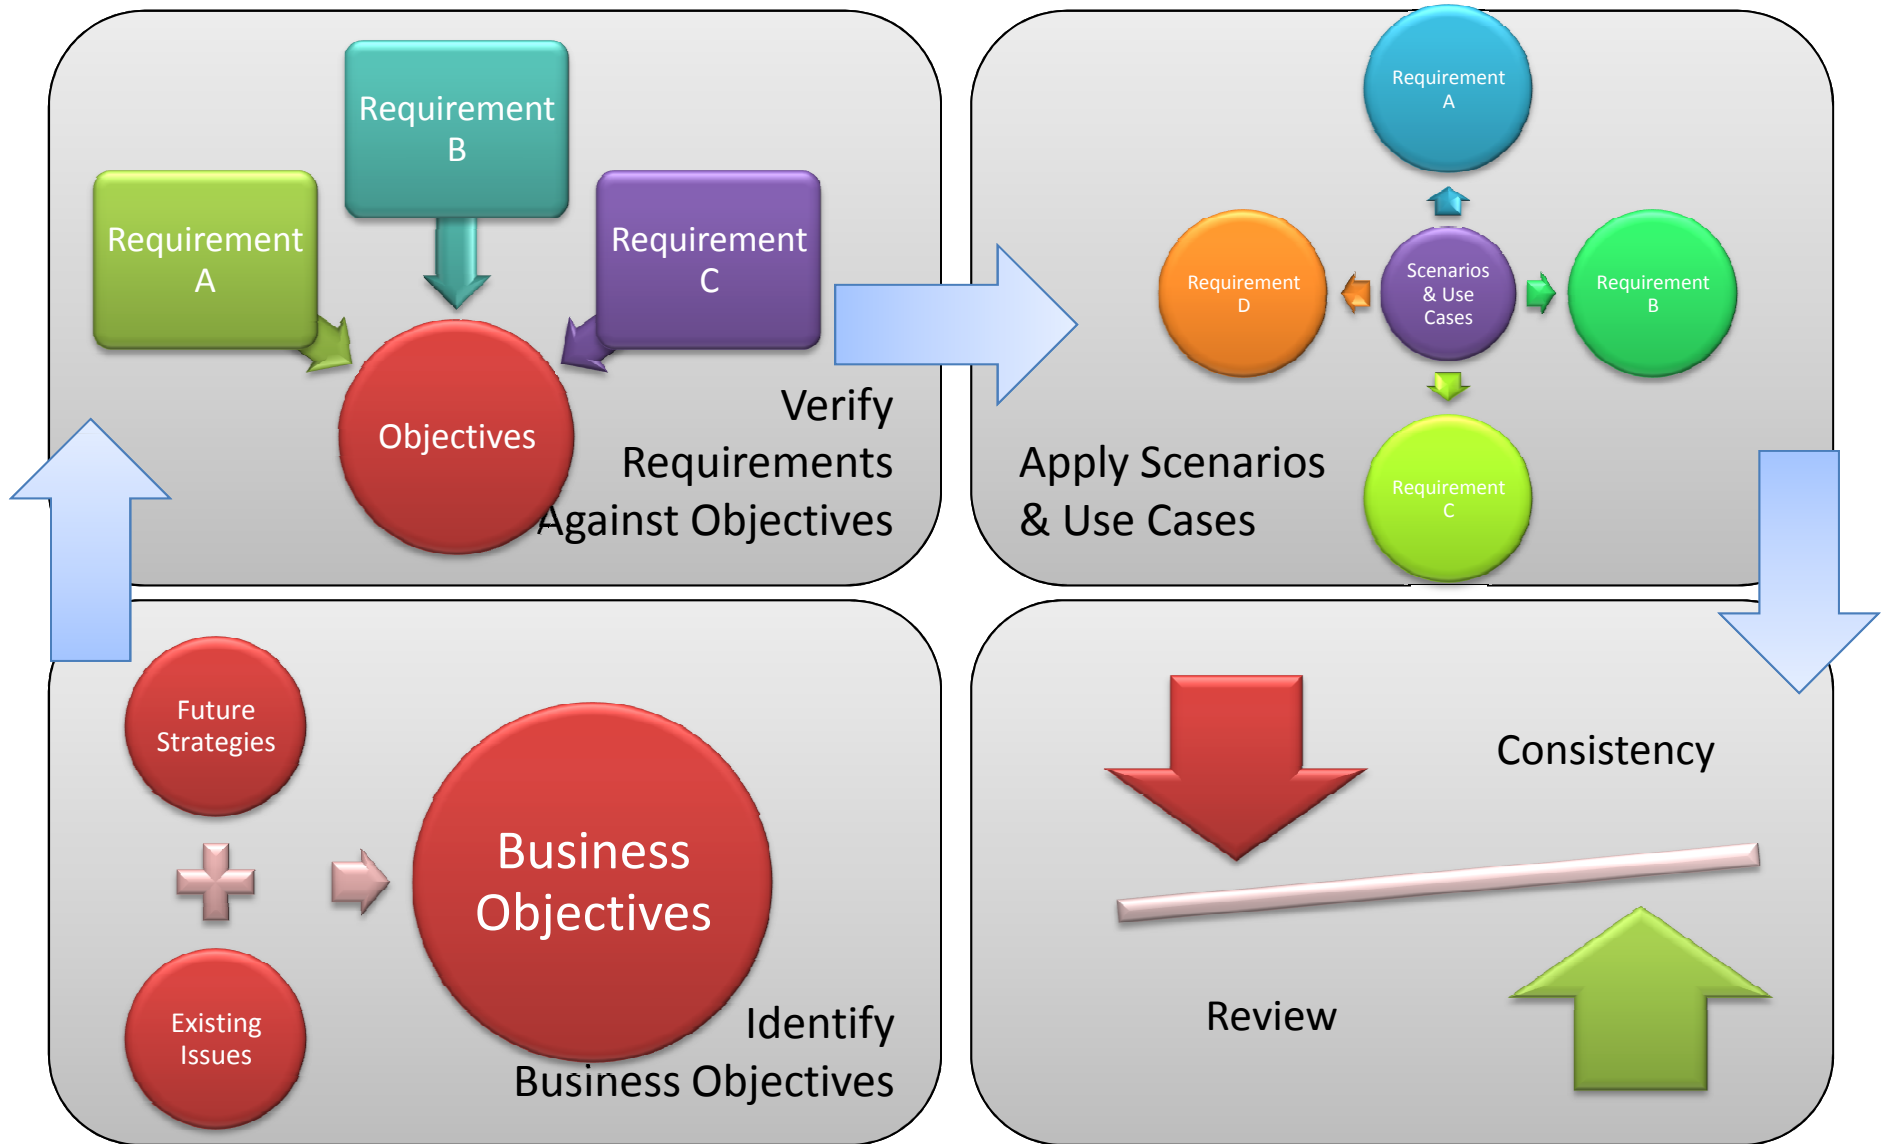 Requirement
B
Requirement
A
Requirement
C
Objectives
Verify
Requirements
Against Objectives
Requirement
A
Requirement
D
Scenarios
& Use
Cases
Requirement
B
Requirement
C
Apply Scenarios
& Use Cases
Future
Strategies
Business
Objectives
Existing
Issues
Identify
Business Objectives
Consistency
Review